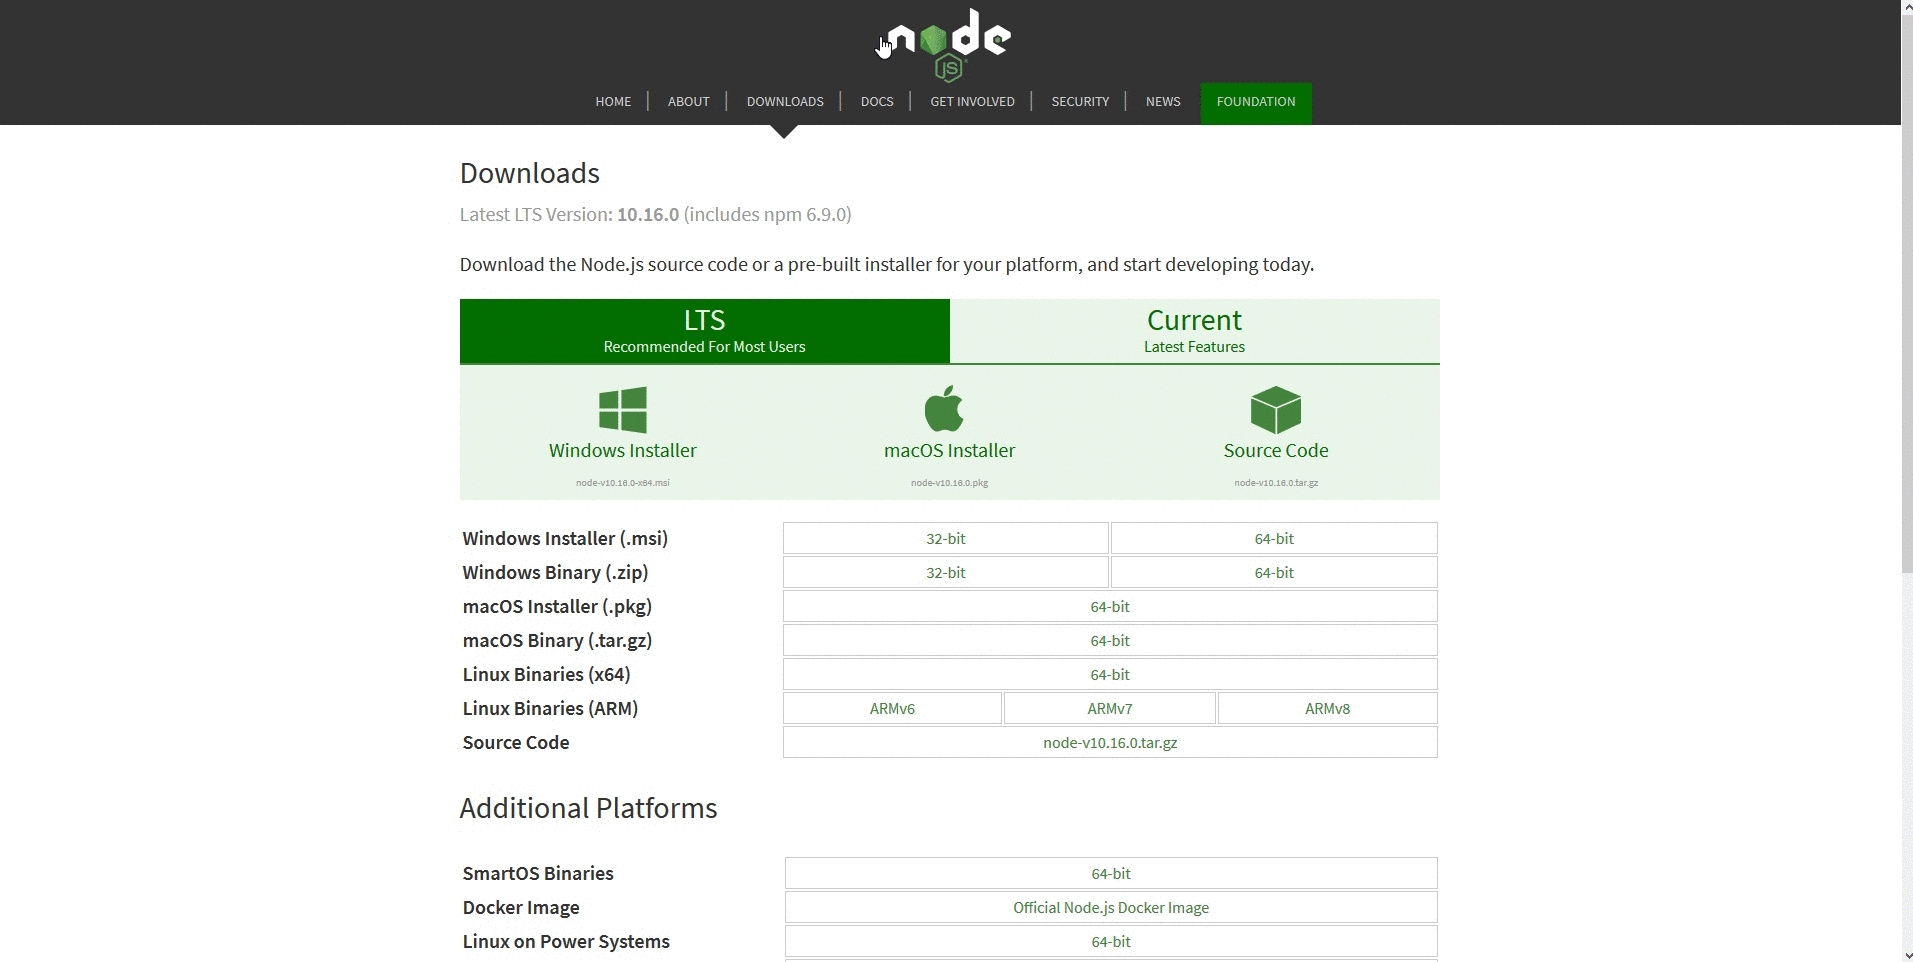 node
JS
HOME | ABOUT | DOWNLOADS | DOCS | GET INVOLVED | SECURITY | NEWS FOUNDATION
Downloads
Latest LTS Version: 10.16.0 (includes npm 6.9.0)
Download the Node.js source code or a pre-built installer for your platform, and start developing today.
LTS Current
Recommended For Most Users Latest Features
Windows Installer macOS Installer Source Code
node-v10.16.0-x64.msi node-v10.16.0.pkg node-v10.16.0.tar.gz
Windows Installer (.msi) 32-bit 64-bit
Windows Binary (.zip) 32-bit 64-bit
macOS Installer (.pkg) 64-bit
macOS Binary (.tar.gz) 64-bit
Linux Binaries (x64) 64-bit
Linux Binaries (ARM) ARMv6 ARMv7 ARMv8
Source Code node-v10.16.0.tar.gz
Additional Platforms
SmartOS Binaries 64-bit
Docker Image Official Node.js Docker Image
Linux on Power Systems 64-bit